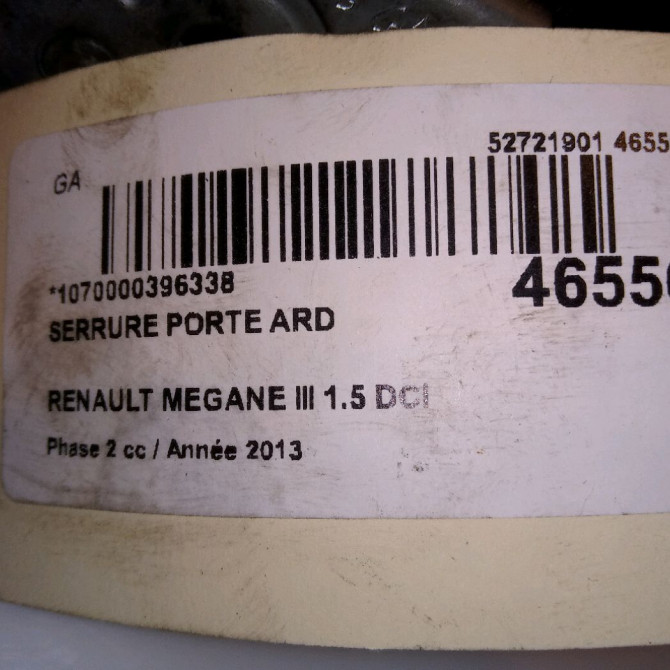 52721901 4655
GA
*1070000396338
4655
SERRURE PORTE ARD
RENAULT MEGANE III 1.5 DCI
Phase 2 cc / Année 2013